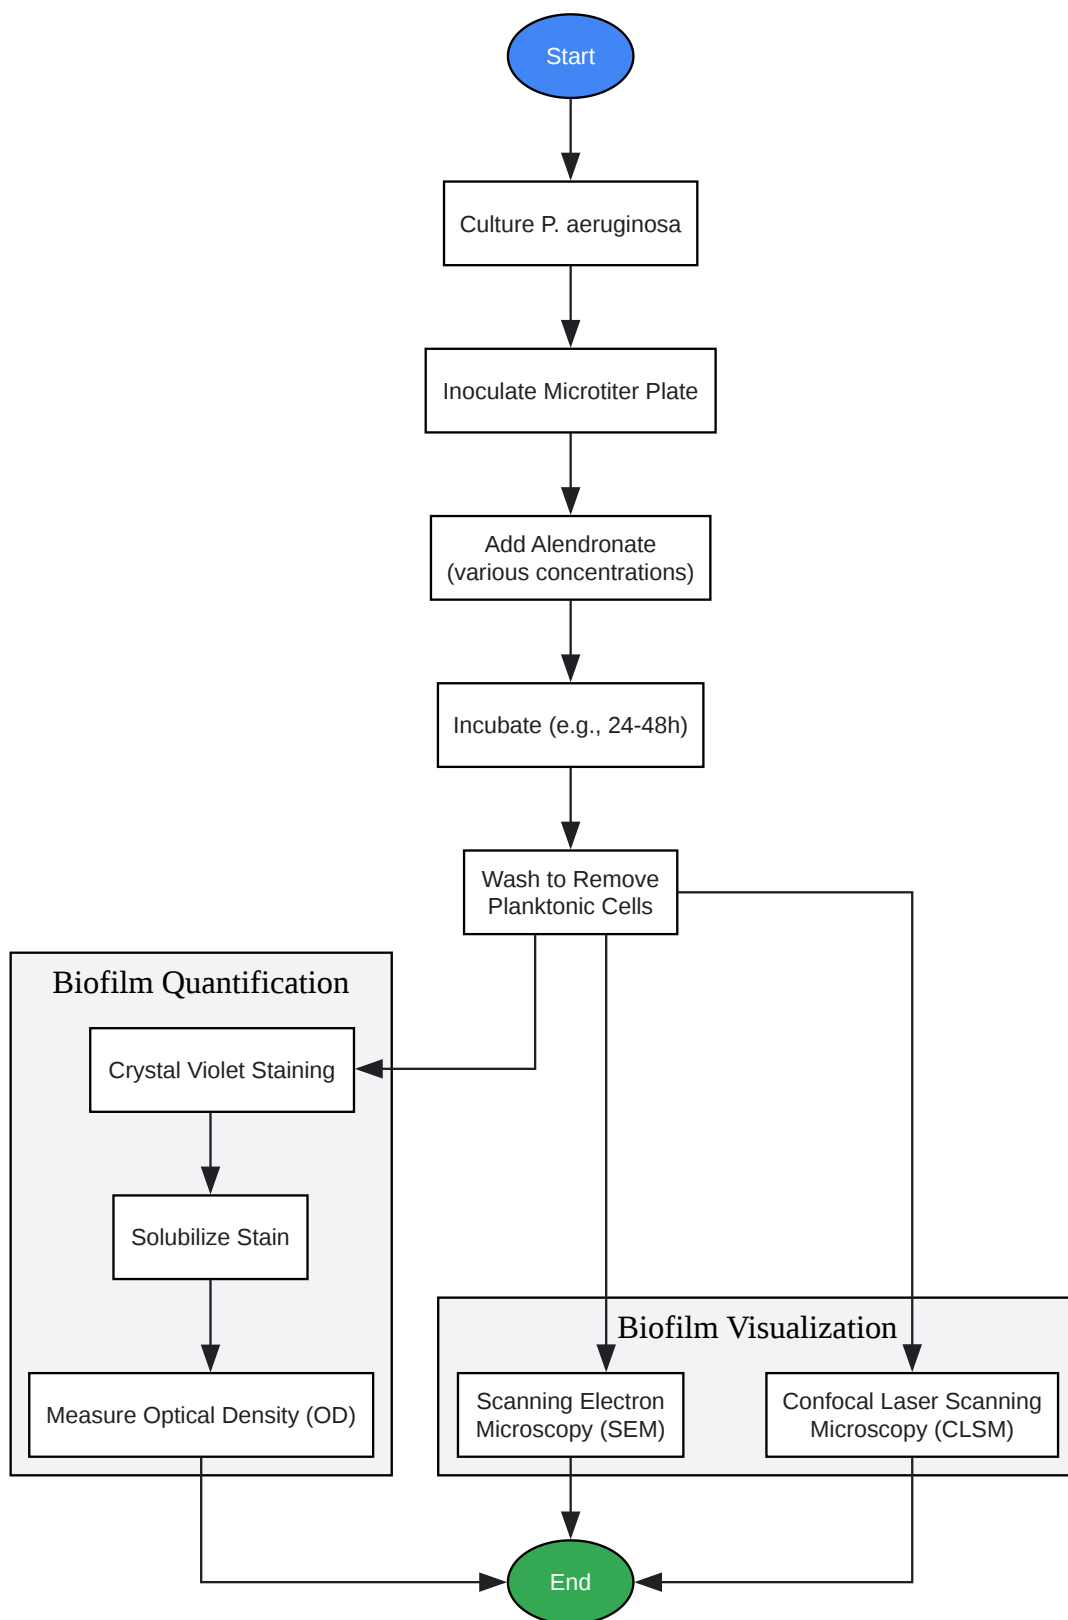 Start
Culture P. aeruginosa
Inoculate Microtiter Plate
Add Alendronate
(various concentrations)
Incubate (e.g., 24-48h)
Wash to Remove
Planktonic Cells
Biofilm Quantification
Crystal Violet Staining
Solubilize Stain
Measure Optical Density (OD)
Biofilm Visualization
Scanning Electron
Microscopy (SEM)
Confocal Laser Scanning
Microscopy (CLSM)
End